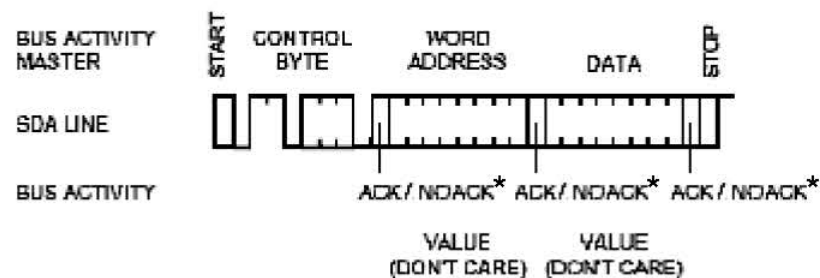 BUS ACTIVITY MASTER
START
CONTROL BYTE
WORD ADDRESS
DATA
STOP
SDA LINE
BUS ACTIVITY
ACK / NOACK* ACK / NOACK* ACK / NOACK*
VALUE (DON'T CARE)
VALUE (DON'T CARE)